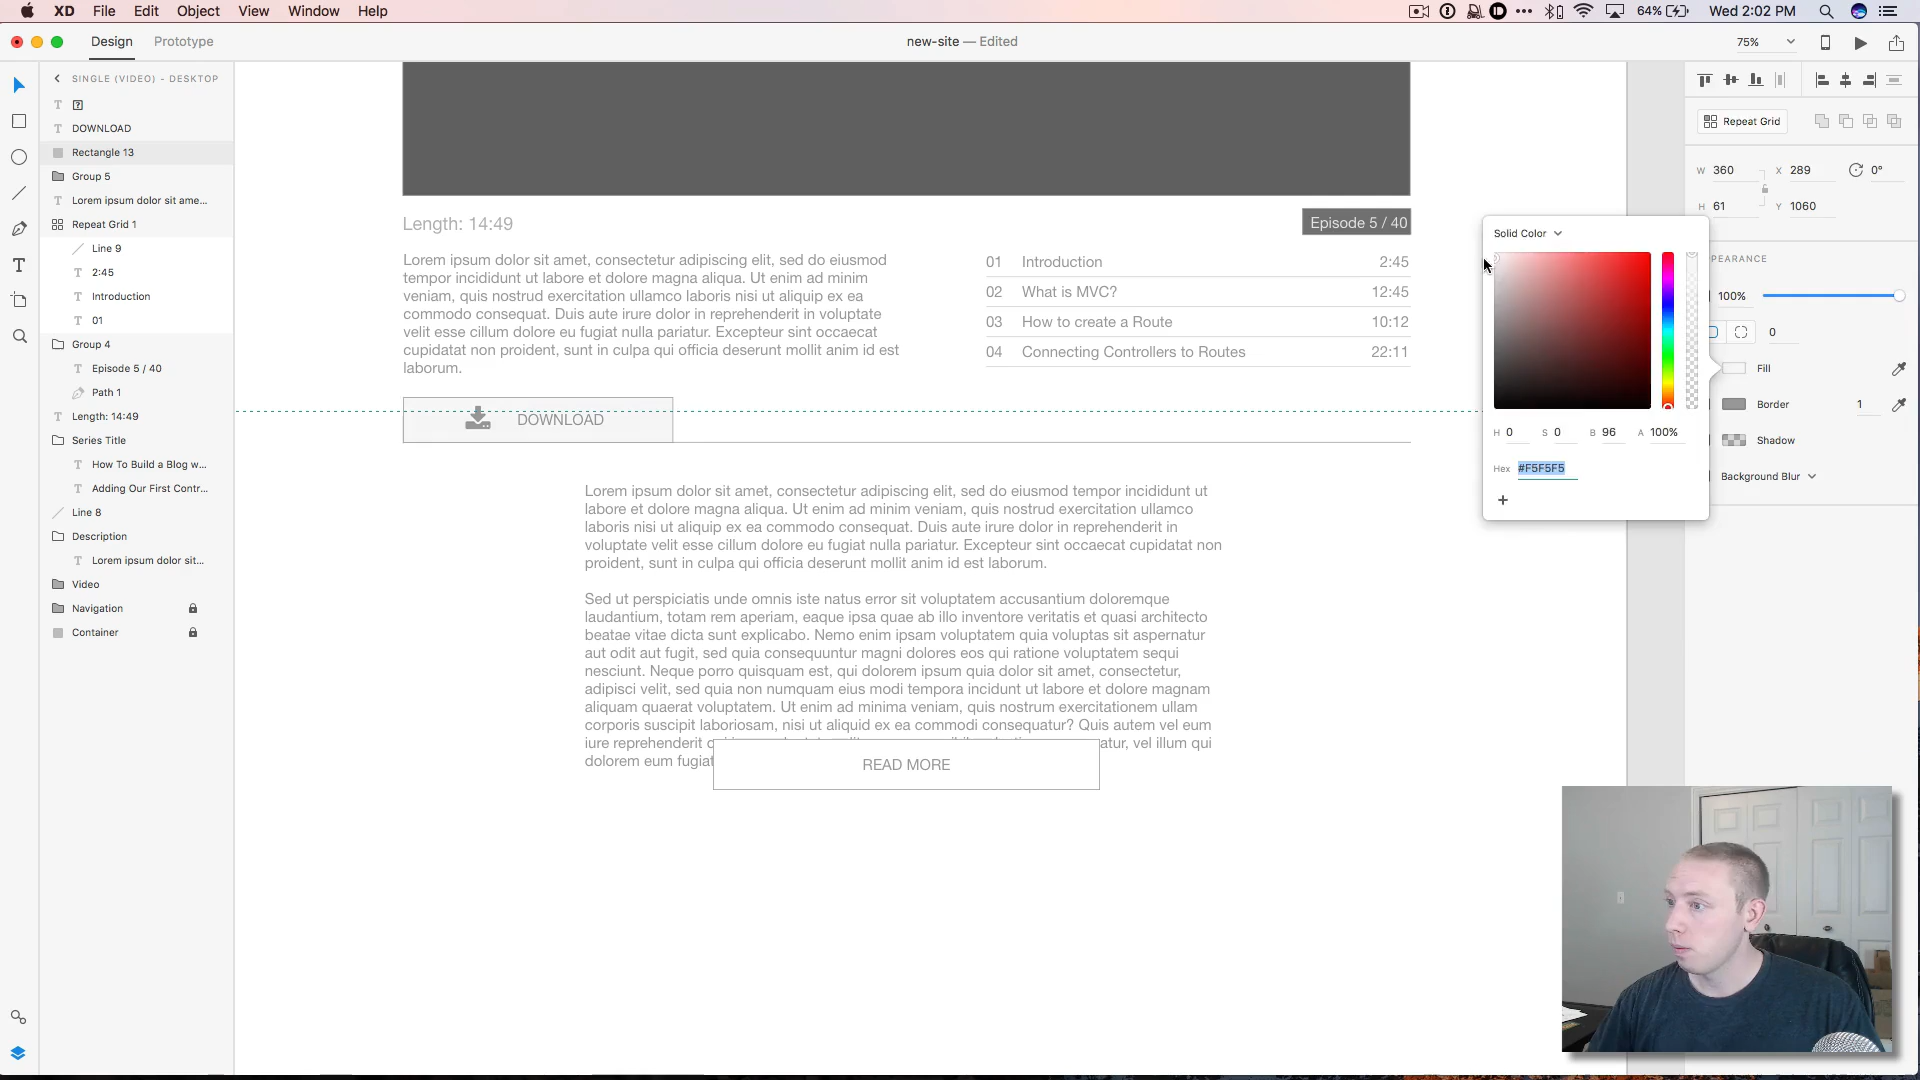 XD File Edit Object View Window Help
64% Wed 2:02 PM
Design Prototype
new-site — Edited
75%
SINGLE (VIDEO) - DESKTOP
T ?
T DOWNLOAD
Rectangle 13
Group 5
T Lorem ipsum dolor sit ame...
Repeat Grid 1
Line 9
T 2:45
T Introduction
T 01
Group 4
T Episode 5 / 40
Path 1
T Length: 14:49
Series Title
T How To Build a Blog w...
T Adding Our First Contr...
Line 8
Description
T Lorem ipsum dolor sit...
Video
Navigation
Container
Length: 14:49
Episode 5 / 40
Lorem ipsum dolor sit amet, consectetur adipiscing elit, sed do eiusmod
tempor incididunt ut labore et dolore magna aliqua. Ut enim ad minim
veniam, quis nostrud exercitation ullamco laboris nisi ut aliquip ex ea
commodo consequat. Duis aute irure dolor in reprehenderit in voluptate
velit esse cillum dolore eu fugiat nulla pariatur. Excepteur sint occaecat
cupidatat non proident, sunt in culpa qui officia deserunt mollit anim id est
laborum.
01 Introduction 2:45
02 What is MVC? 12:45
03 How to create a Route 10:12
04 Connecting Controllers to Routes 22:11
DOWNLOAD
Lorem ipsum dolor sit amet, consectetur adipiscing elit, sed do eiusmod tempor incididunt ut
labore et dolore magna aliqua. Ut enim ad minim veniam, quis nostrud exercitation ullamco
laboris nisi ut aliquip ex ea commodo consequat. Duis aute irure dolor in reprehenderit in
voluptate velit esse cillum dolore eu fugiat nulla pariatur. Excepteur sint occaecat cupidatat non
proident, sunt in culpa qui officia deserunt mollit anim id est laborum.
Sed ut perspiciatis unde omnis iste natus error sit voluptatem accusantium doloremque
laudantium, totam rem aperiam, eaque ipsa quae ab illo inventore veritatis et quasi architecto
beatae vitae dicta sunt explicabo. Nemo enim ipsam voluptatem quia voluptas sit aspernatur
aut odit aut fugit, sed quia consequuntur magni dolores eos qui ratione voluptatem sequi
nesciunt. Neque porro quisquam est, qui dolorem ipsum quia dolor sit amet, consectetur,
adipisci velit, sed quia non numquam eius modi tempora incidunt ut labore et dolore magnam
aliquam quaerat voluptatem. Ut enim ad minima veniam, quis nostrum exercitationem ullam
corporis suscipit laboriosam, nisi ut aliquid ex ea commodi consequatur? Quis autem vel eum
iure reprehenderit atur, vel illum qui
dolorem eum fugiat
READ MORE
Solid Color
H 0 S 0 B 96 A 100%
Hex #F5F5F5
+
Repeat Grid
W 360 X 289 0°
H 61 Y 1060
PEARANCE
100%
0
Fill
Border 1
Shadow
Background Blur